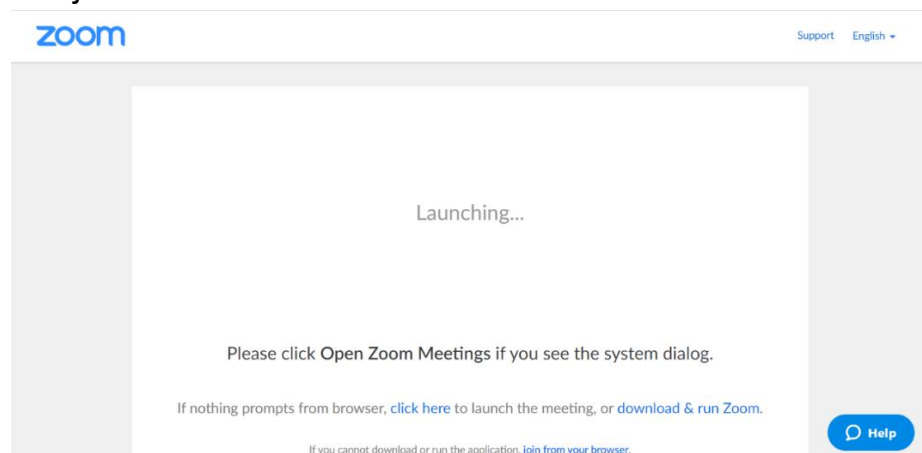 zoom
Support English
Launching...
Please click Open Zoom Meetings if you see the system dialog.
If nothing prompts from browser, click here to launch the meeting, or download & run Zoom.
Help
If you cannot download or run the application, join from your browser.